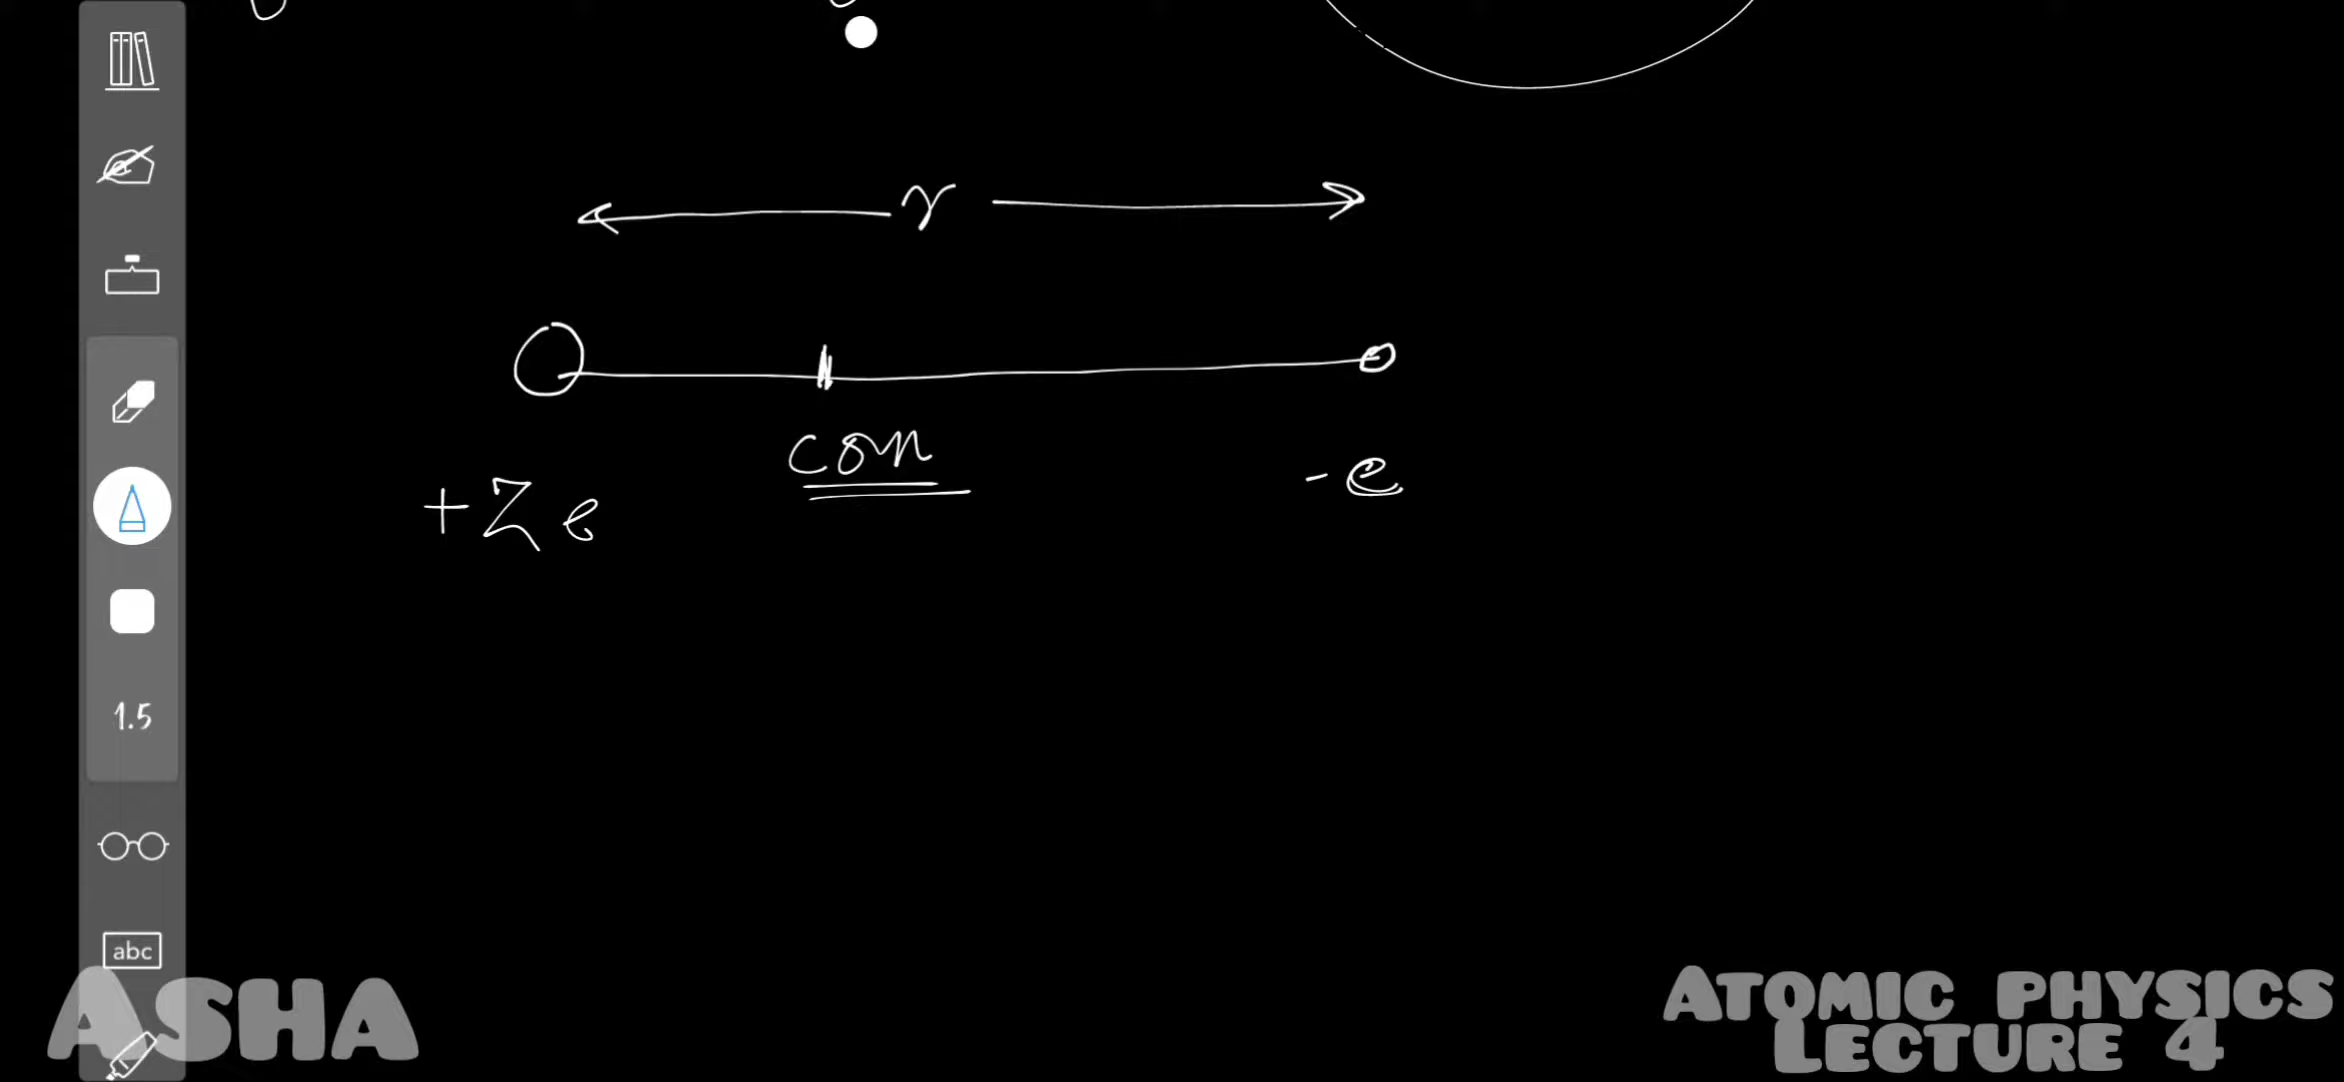 r
com
- e
+Ze
1.5
abc
ASHA
ATOMIC PHYSICS
LECTURE 4